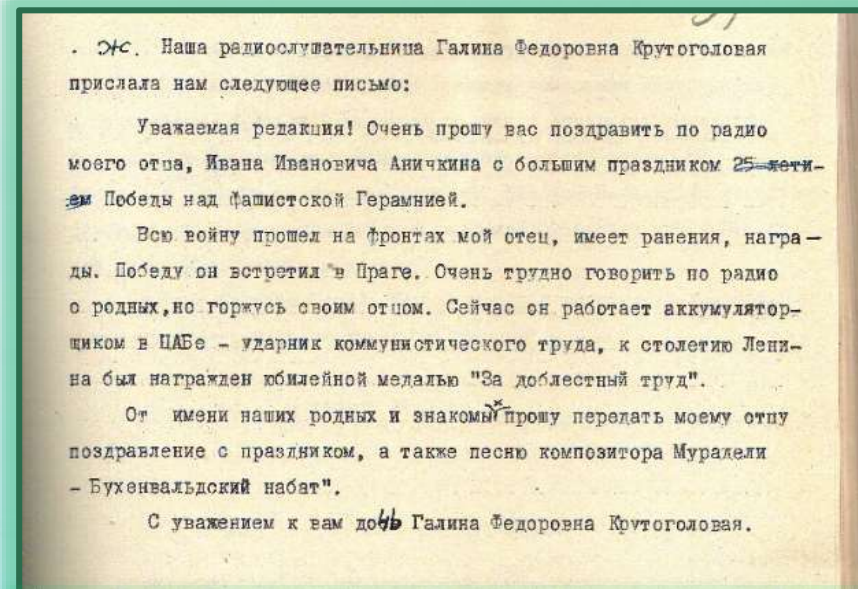 . Ж. Наша радиослушательница Галина Федоровна Крутоголовая
прислала нам следующее письмо:
Уважаемая редакция! Очень прошу вас поздравить по радио
моего отца, Ивана Ивановича Аничкина с большим праздником 25-лети-
ем Победы над фашистской Герамнией.
Всю войну прошел на фронтах мой отец, имеет ранения, награ-
ды. Победу он встретил в Праге. Очень трудно говорить по радио
о родных,но горжусь своим отцом. Сейчас он работает аккумулятор-
щиком в ЦАБе - ударник коммунистического труда, к столетию Лени-
на был награжден юбилейной медалью "За доблестный труд".
От имени наших родных и знакомых прошу передать моему отцу
поздравление с праздником, а также песню композитора Мурадели
- Бухенвальдский набат".
С уважением к вам дочь Галина Федоровна Крутоголовая.